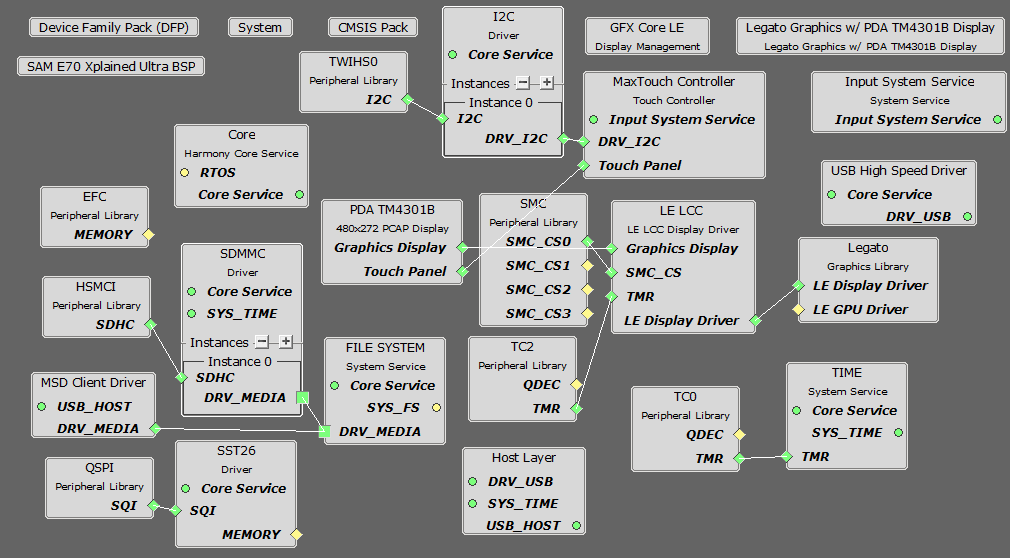 Device Family Pack (DFP)
System
CMSIS Pack
I2C
Driver
Core Service
Instances
Instance 0
I2C
DRV_I2C
GFX Core LE
Display Management
Legato Graphics w/ PDA TM4301B Display
Legato Graphics w/ PDA TM4301B Display
SAM E70 Xplained Ultra BSP
TWIHS0
Peripheral Library
I2C
MaxTouch Controller
Touch Controller
Input System Service
DRV_I2C
Touch Panel
Input System Service
System Service
Input System Service
Core
Harmony Core Service
RTOS
Core Service
USB High Speed Driver
Core Service
DRV_USB
EFC
Peripheral Library
MEMORY
PDA TM4301B
480x272 PCAP Display
Graphics Display
Touch Panel
SMC
Peripheral Library
SMC_CS0
SMC_CS1
SMC_CS2
SMC_CS3
LE LCC
LE LCC Display Driver
Graphics Display
SMC_CS
TMR
LE Display Driver
Legato
Graphics Library
LE Display Driver
LE GPU Driver
SDMMC
Driver
Core Service
SYS_TIME
Instances
Instance 0
SDHC
DRV_MEDIA
HSMCI
Peripheral Library
SDHC
FILE SYSTEM
System Service
Core Service
SYS_FS
DRV_MEDIA
TC2
Peripheral Library
QDEC
TMR
MSD Client Driver
USB_HOST
DRV_MEDIA
TC0
Peripheral Library
QDEC
TMR
TIME
System Service
Core Service
SYS_TIME
TMR
QSPI
Peripheral Library
SQI
SST26
Driver
Core Service
SQI
MEMORY
Host Layer
DRV_USB
SYS_TIME
USB_HOST